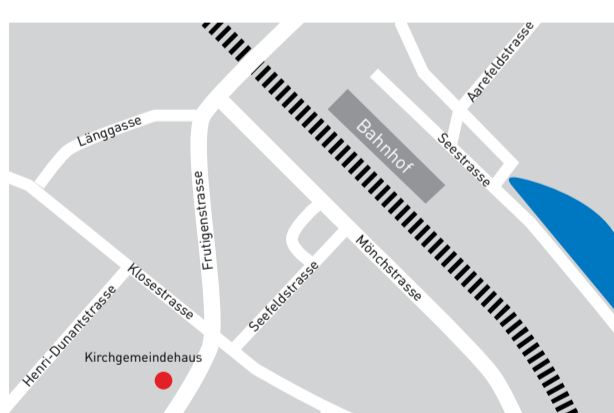 Aarefeldstrasse
Länggasse
Bahnhof
Seestrasse
Frutigenstrasse
Mönchstrasse
Seefeldstrasse
Klosestrasse
Henri-Dunantstrasse
Kirchgemeindehaus